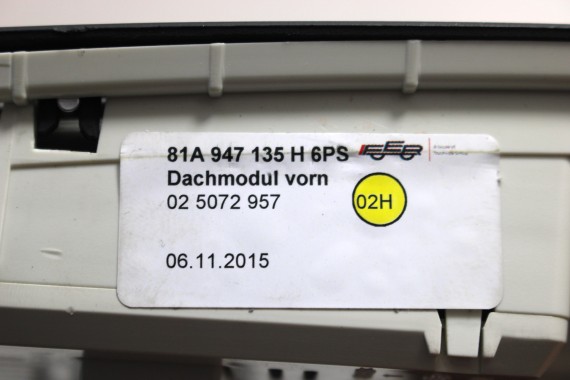 81A 947 135 H 6PS
Dachmodul vorn
02 5072 957
02H
06.11.2015